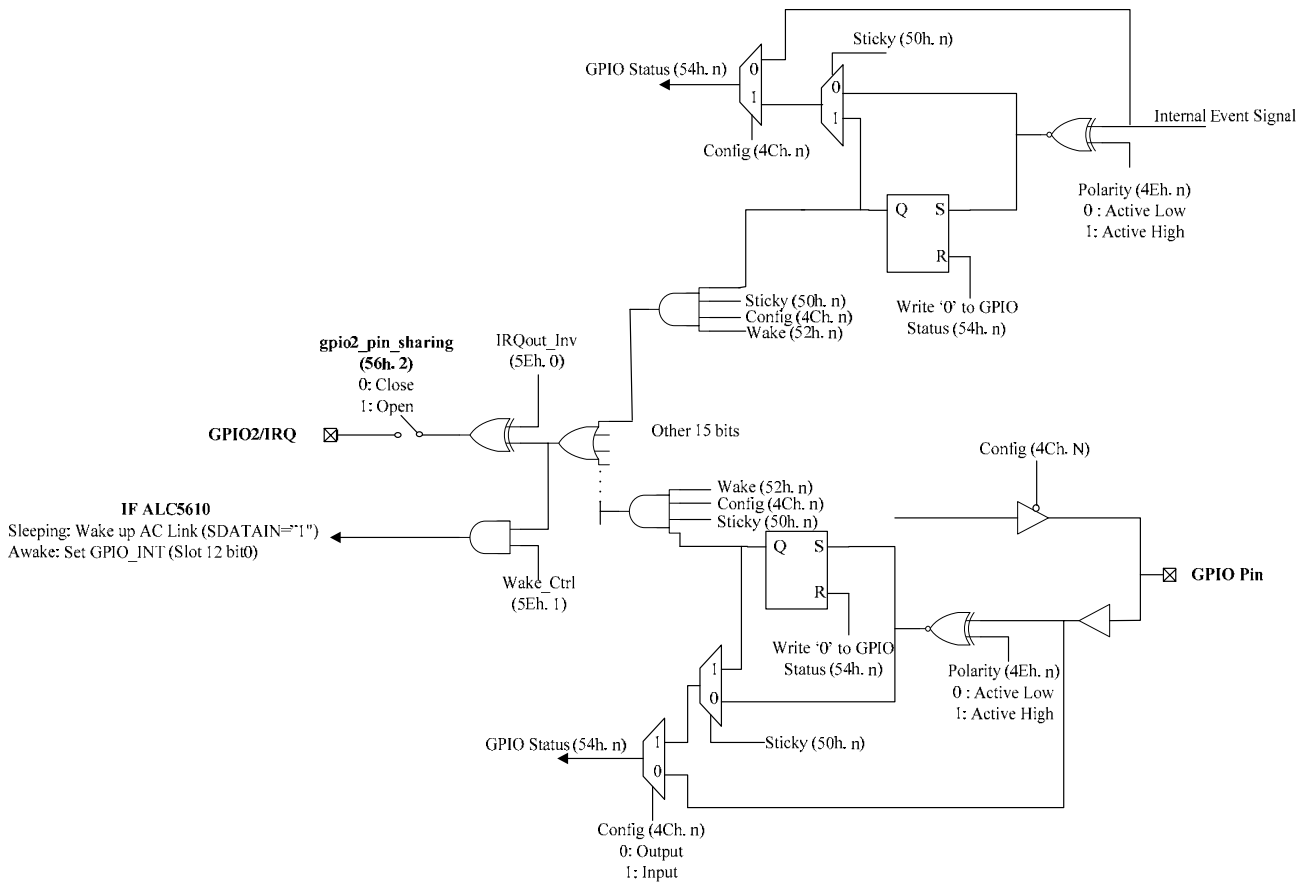 Sticky (50h. n)
GPIO Status (54h. n)
0
1
0
1
Config (4Ch. n)
Internal Event Signal
Polarity (4Eh. n)
0 : Active Low
1: Active High
Q S
R
Write ‘0’ to GPIO
Status (54h. n)
Sticky (50h. n)
Config (4Ch. n)
Wake (52h. n)
gpio2_pin_sharing
(56h. 2)
0: Close
1: Open
IRQout_Inv
(5Eh. 0)
GPIO2/IRQ
Other 15 bits
Config (4Ch. N)
Wake (52h. n)
Config (4Ch. n)
Sticky (50h. n)
IF ALC5610
Sleeping: Wake up AC Link (SDATAIN="1")
Awake: Set GPIO_INT (Slot 12 bit0)
Wake_Ctrl
(5Eh. 1)
Q S
R
GPIO Pin
Write ‘0’ to GPIO
Status (54h. n)
Polarity (4Eh. n)
0 : Active Low
1: Active High
1
0
Sticky (50h. n)
GPIO Status (54h. n)
1
0
Config (4Ch. n)
0: Output
1: Input